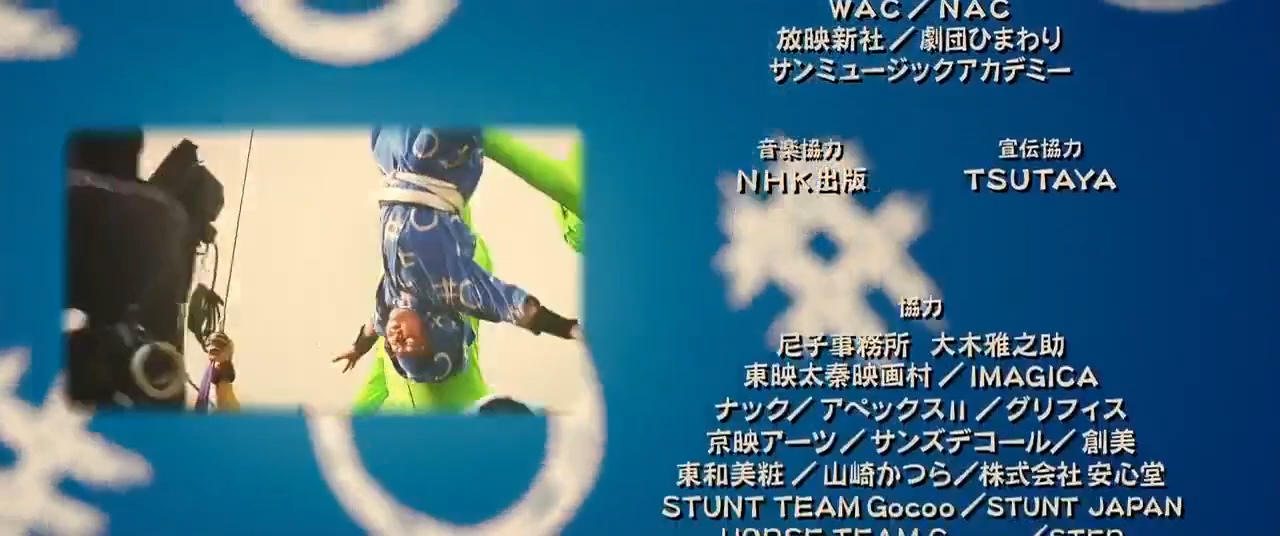 WAC／NAC
放映新社／劇団ひまわり
サンミュージックアカデミー
音楽協力
NHK出版
宣伝協力
TSUTAYA
協力
尼子事務所 大木雅之助
東映太秦映画村／IMAGICA
ナック／アペックスII／グリフィス
京映アーツ／サンズデコール／創美
東和美粧／山崎かつら／株式会社 安心堂
STUNT TEAM Gocoo／STUNT JAPAN
HORSE TEAM